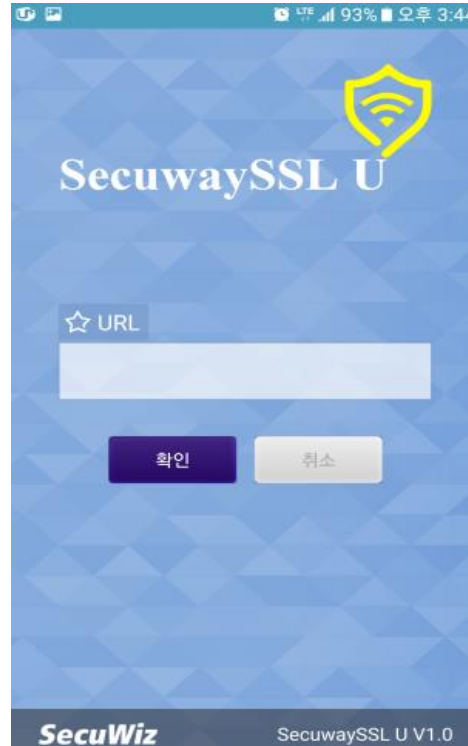 LTE 93% 오후 3:44
SecuwaySSL U
URL
확인 취소
SecuWiz SecuwaySSL U V1.0